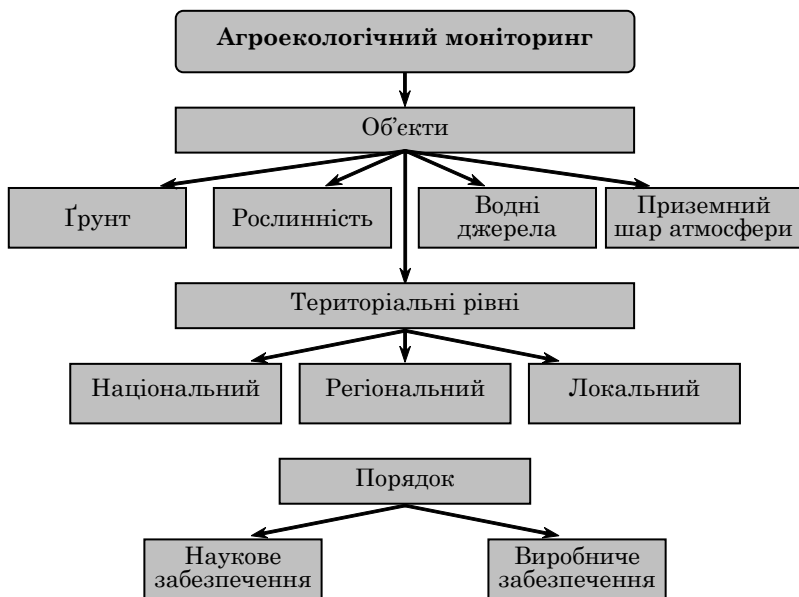 Агроекологічний моніторинг
Об’єкти
Ґрунт
Рослинність
Водні
джерела
Приземний
шар атмосфери
Територіальні рівні
Національний
Регіональний
Локальний
Порядок
Наукове
забезпечення
Виробниче
забезпечення